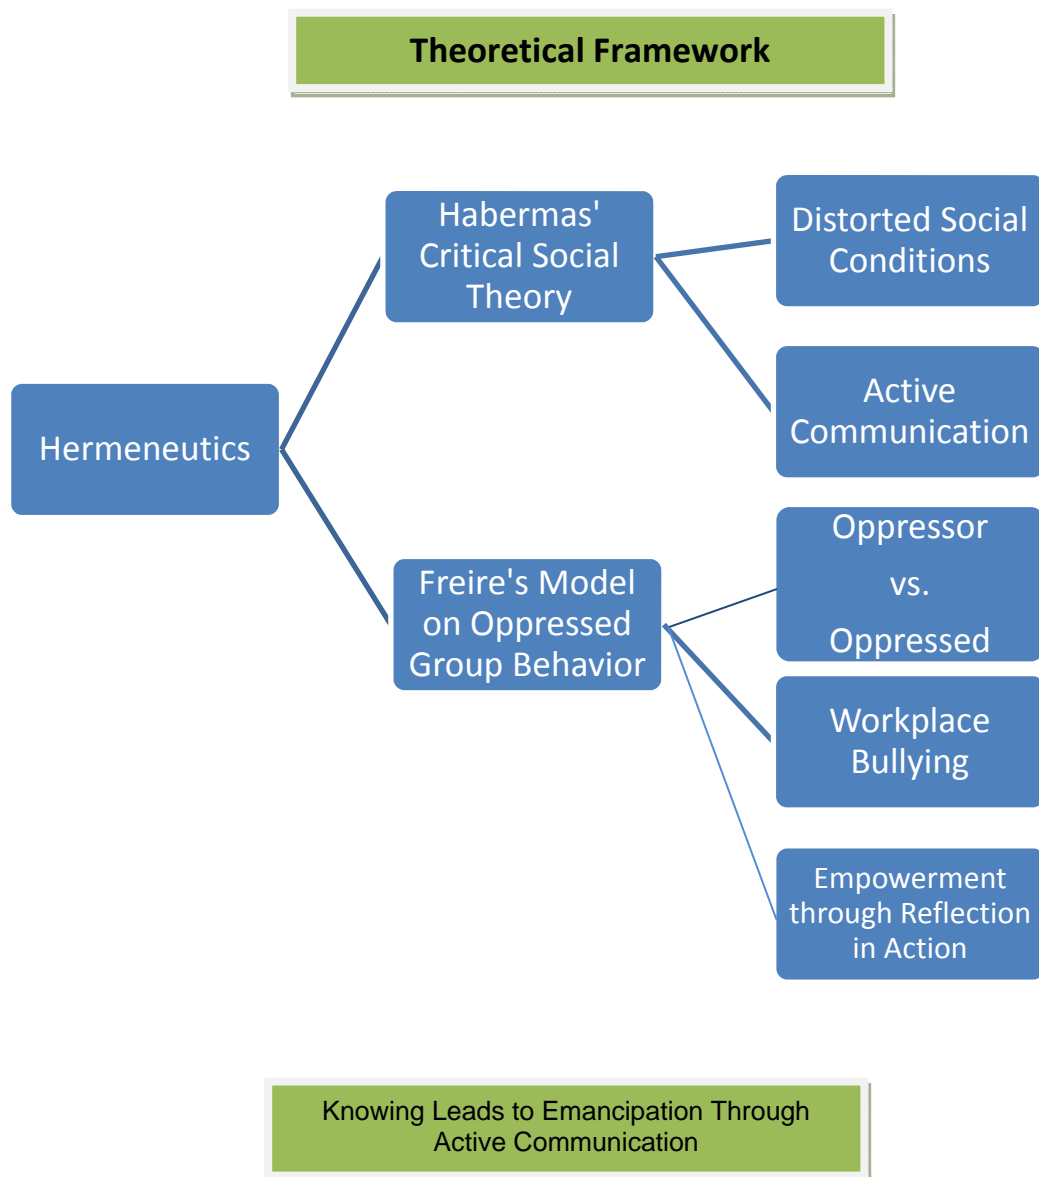 Theoretical Framework
Habermas'
Critical Social
Theory
Distorted Social
Conditions
Active
Communication
Hermeneutics
Freire's Model
on Oppressed
Group Behavior
Oppressor
vs.
Oppressed
Workplace
Bullying
Empowerment
through Reflection
in Action
Knowing Leads to Emancipation Through
Active Communication